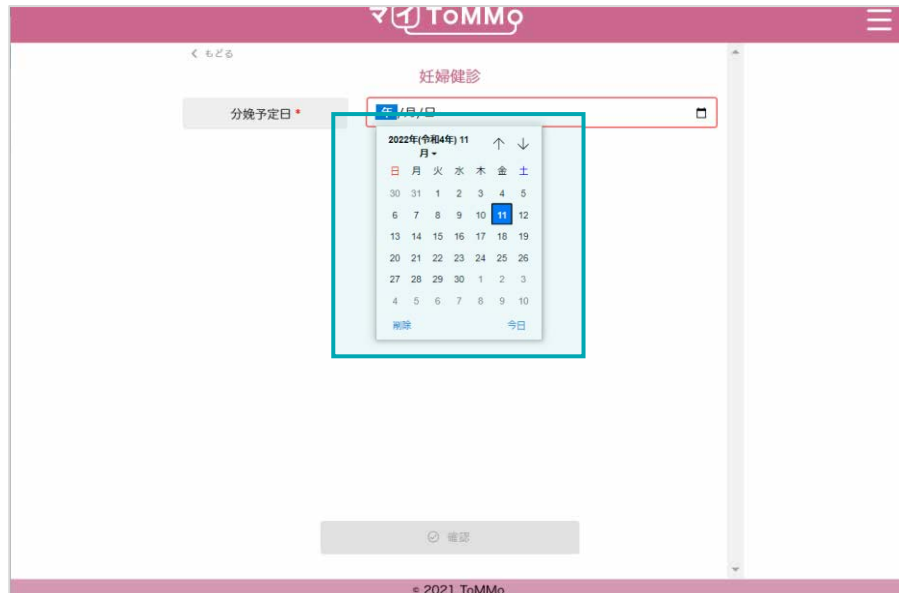 マイToMMo
もどる
妊婦健診
分娩予定日 *
年/月/日
2022年(令和4年) 11
月
日 月 火 水 木 金 土
30 31 1 2 3 4 5
6 7 8 9 10 11 12
13 14 15 16 17 18 19
20 21 22 23 24 25 26
27 28 29 30 1 2 3
4 5 6 7 8 9 10
削除 今日
確認
© 2021 ToMMo